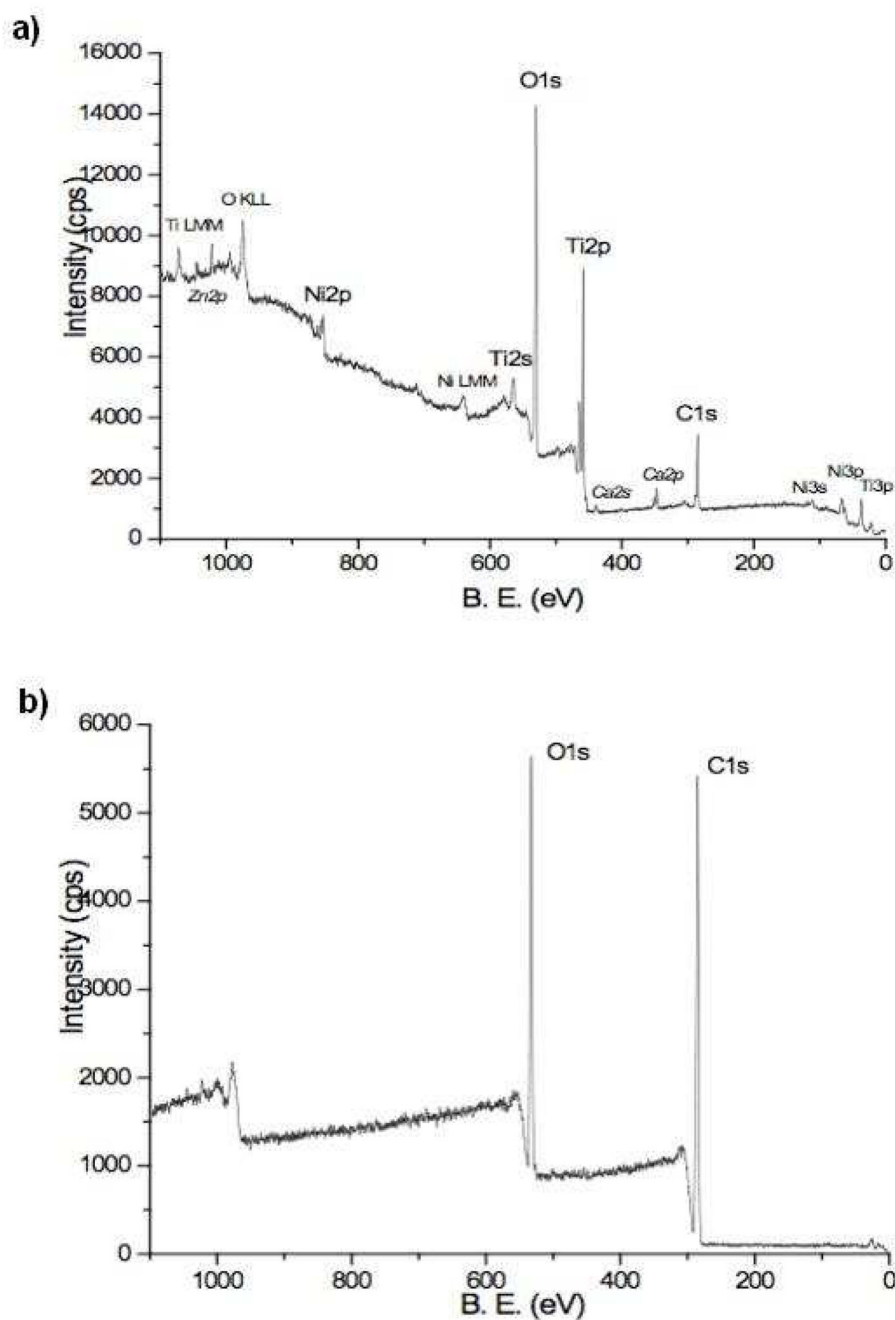 a)
16000
14000
12000
10000
8000
6000
4000
2000
0
Intensity (cps)
O1s
O KLL
Ti LMM
Zn2p
Ni2p
Ni LMM
Ti2s
Ti2p
Ca2s
Ca2p
C1s
Ni3s
Ni3p
Ti3p
1000 800 600 400 200 0
B. E. (eV)
b)
6000
5000
4000
3000
2000
1000
0
Intensity (cps)
O1s
C1s
1000 800 600 400 200 0
B. E. (eV)